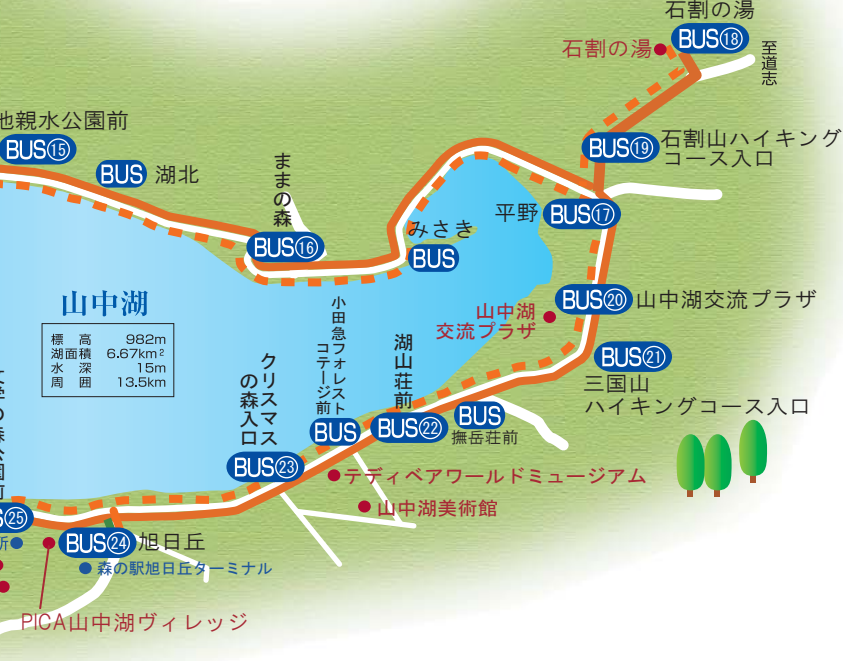 石割の湯
BUS⑱
石割の湯
至道志
池親水公園前
BUS⑮
BUS 湖北
ままの森
BUS⑯
BUS⑲
石割山ハイキング
コース入口
平野 BUS⑰
みさき
BUS
山中湖
標高 982m
湖面積 6.67km²
水深 15m
周囲 13.5km
山中湖
交流プラザ
BUS⑳ 山中湖交流プラザ
BUS㉑
三国山
ハイキングコース入口
小田急フォレスト
コテージ前
BUS
湖山荘前
BUS㉒
BUS
撫岳荘前
クリスマス
の森入口
BUS㉓
テディベアワールドミュージアム
山中湖美術館
の森公園前
㉕
BUS㉔ 旭日丘
所
森の駅旭日丘ターミナル
PICA山中湖ヴィレッジ